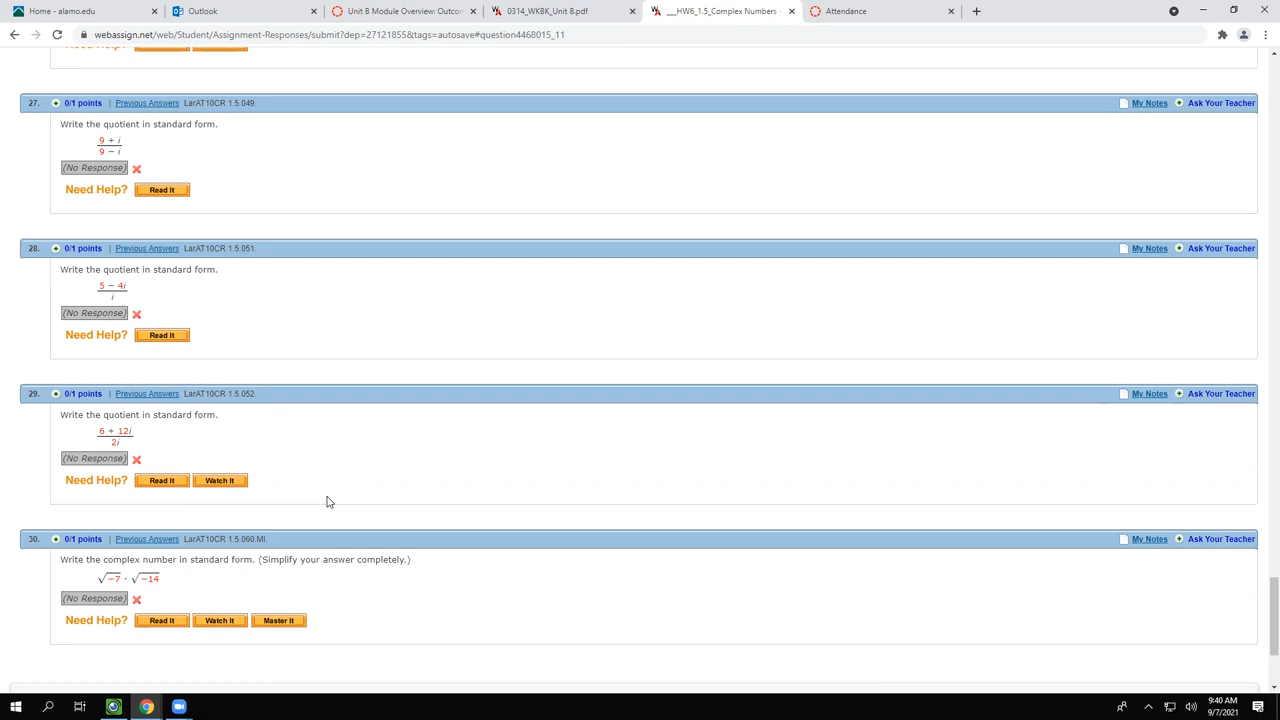 Home - alamo.edu × Outlook × Unit B Module Overview: Outcom × 0314_WKBK_Unit B.pdf × ___HW6_1.5_Complex Numbers - × Attendance × +
webassign.net/web/Student/Assignment-Responses/submit?dep=27121855&tags=autosave#question4468015_11
27. 0/1 points | Previous Answers LarAT10CR 1.5.049. My Notes Ask Your Teacher
Write the quotient in standard form.
9 + i
9 − i
(No Response)
Need Help? Read It
28. 0/1 points | Previous Answers LarAT10CR 1.5.051. My Notes Ask Your Teacher
Write the quotient in standard form.
5 − 4i
i
(No Response)
Need Help? Read It
29. 0/1 points | Previous Answers LarAT10CR 1.5.052. My Notes Ask Your Teacher
Write the quotient in standard form.
6 + 12i
2i
(No Response)
Need Help? Read It Watch It
30. 0/1 points | Previous Answers LarAT10CR 1.5.060.MI. My Notes Ask Your Teacher
Write the complex number in standard form. (Simplify your answer completely.)
√−7 · √−14
(No Response)
Need Help? Read It Watch It Master It
9:40 AM
9/7/2021